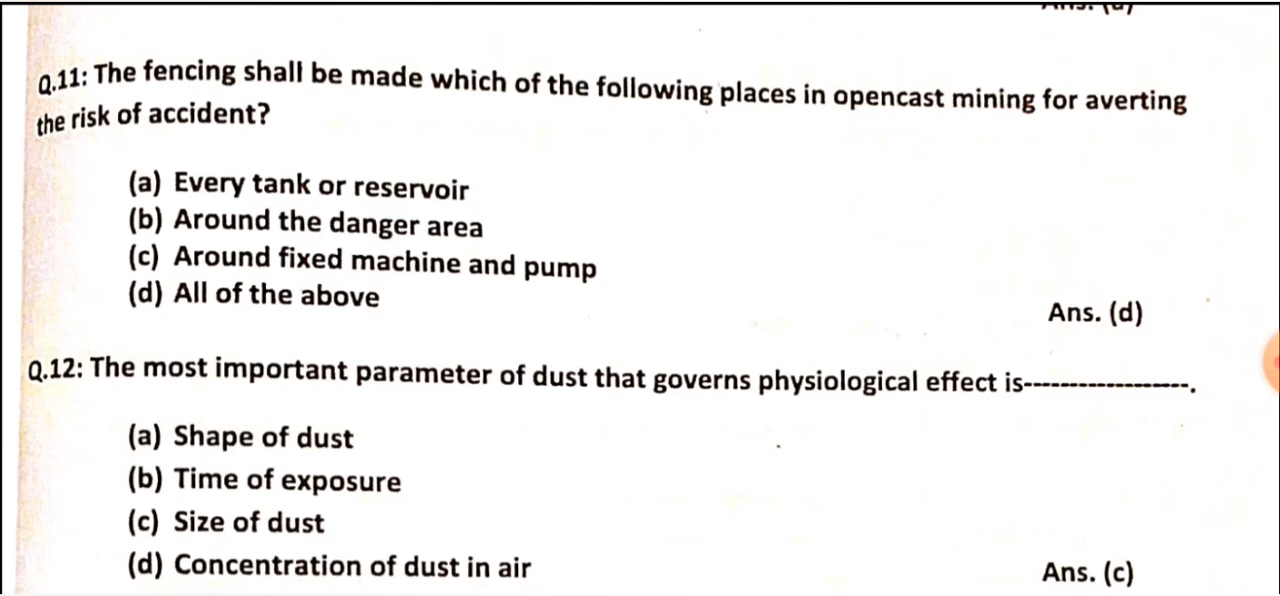 Q.11: The fencing shall be made which of the following places in opencast mining for averting
the risk of accident?
(a) Every tank or reservoir
(b) Around the danger area
(c) Around fixed machine and pump
(d) All of the above
Ans. (d)
Q.12: The most important parameter of dust that governs physiological effect is-------------------.
(a) Shape of dust
(b) Time of exposure
(c) Size of dust
(d) Concentration of dust in air
Ans. (c)